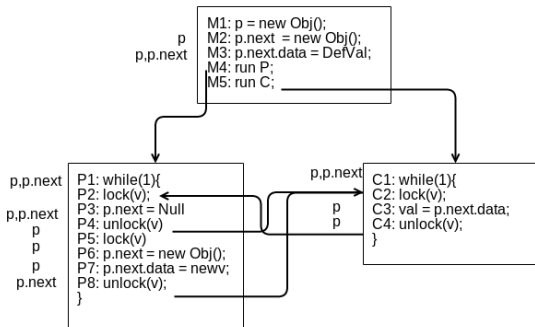 M1: p = new Obj();
p M2: p.next = new Obj();
p,p.next M3: p.next.data = DefVal;
M4: run P;
M5: run C;
p,p.next P1: while(1){
P2: lock(v);
p,p.next P3: p.next = Null
p P4: unlock(v)
p P5: lock(v)
p P6: p.next = new Obj();
p.next P7: p.next.data = newv;
P8: unlock(v);
}
p,p.next C1: while(1){
C2: lock(v);
p C3: val = p.next.data;
p C4: unlock(v);
}